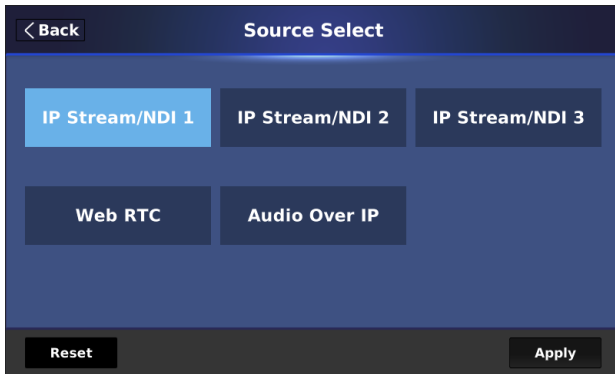 Back
Source Select
IP Stream/NDI 1
IP Stream/NDI 2
IP Stream/NDI 3
Web RTC
Audio Over IP
Reset
Apply